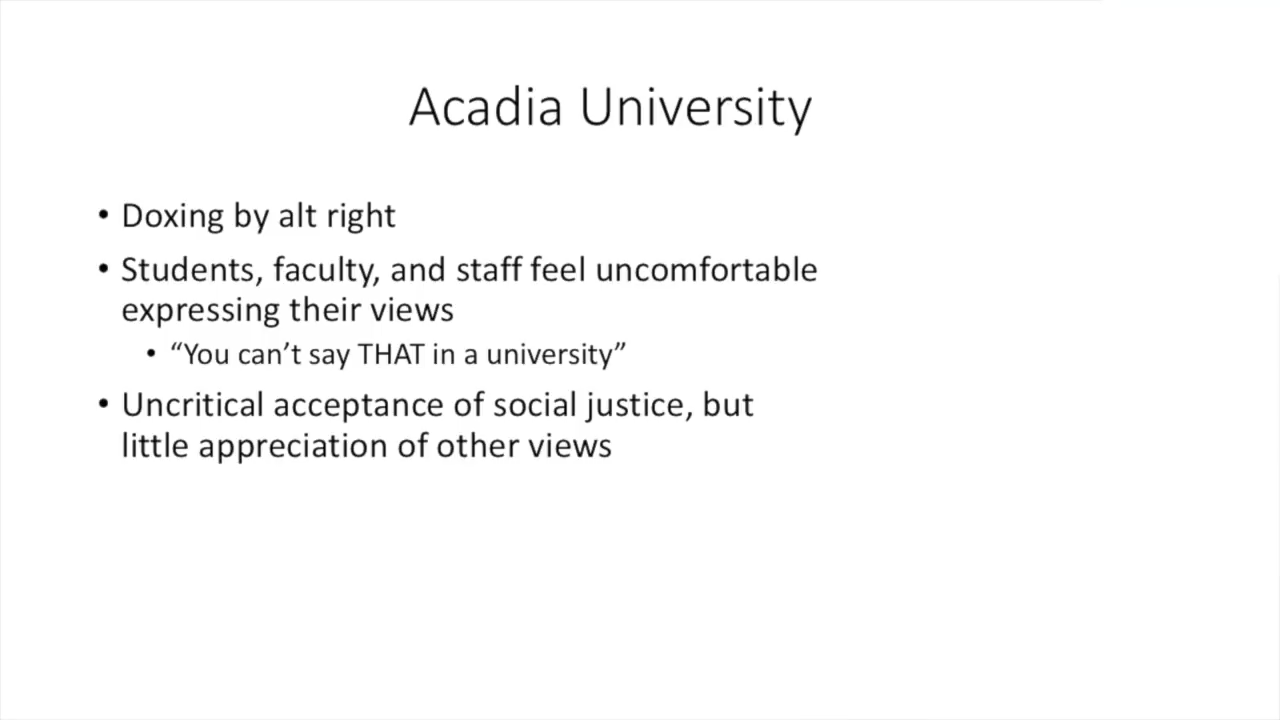 Acadia University
• Doxing by alt right
• Students, faculty, and staff feel uncomfortable
expressing their views
• “You can’t say THAT in a university”
• Uncritical acceptance of social justice, but
little appreciation of other views